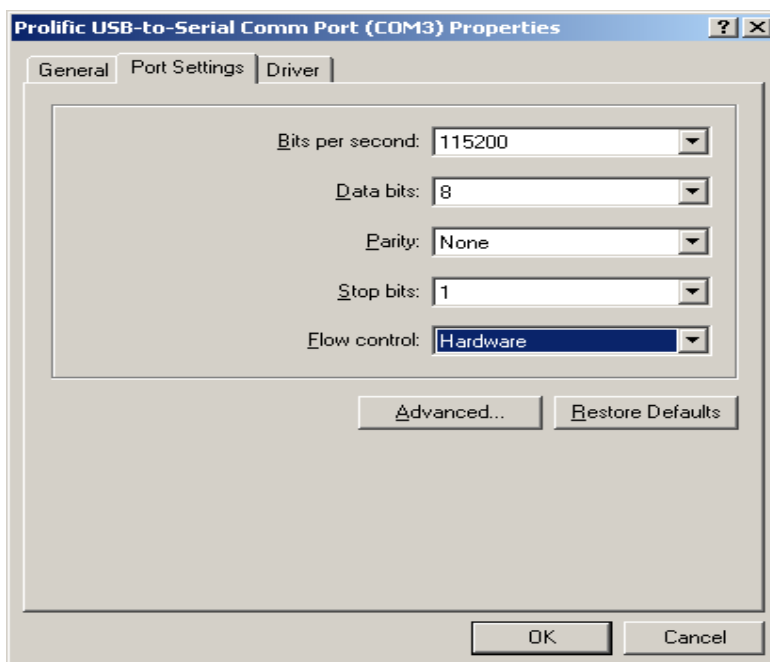 Prolific USB-to-Serial Comm Port (COM3) Properties
General Port Settings Driver
Bits per second: 115200
Data bits: 8
Parity: None
Stop bits: 1
Flow control: Hardware
Advanced... Restore Defaults
OK Cancel